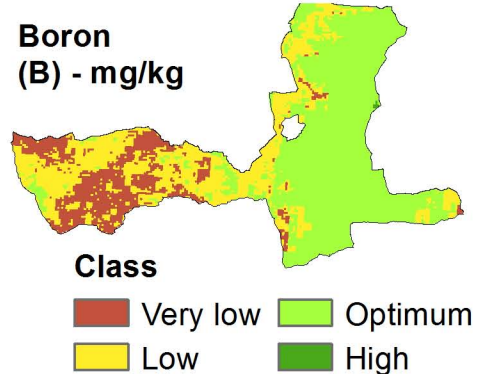 Boron
(B) - mg/kg
Class
Very low Optimum
Low High